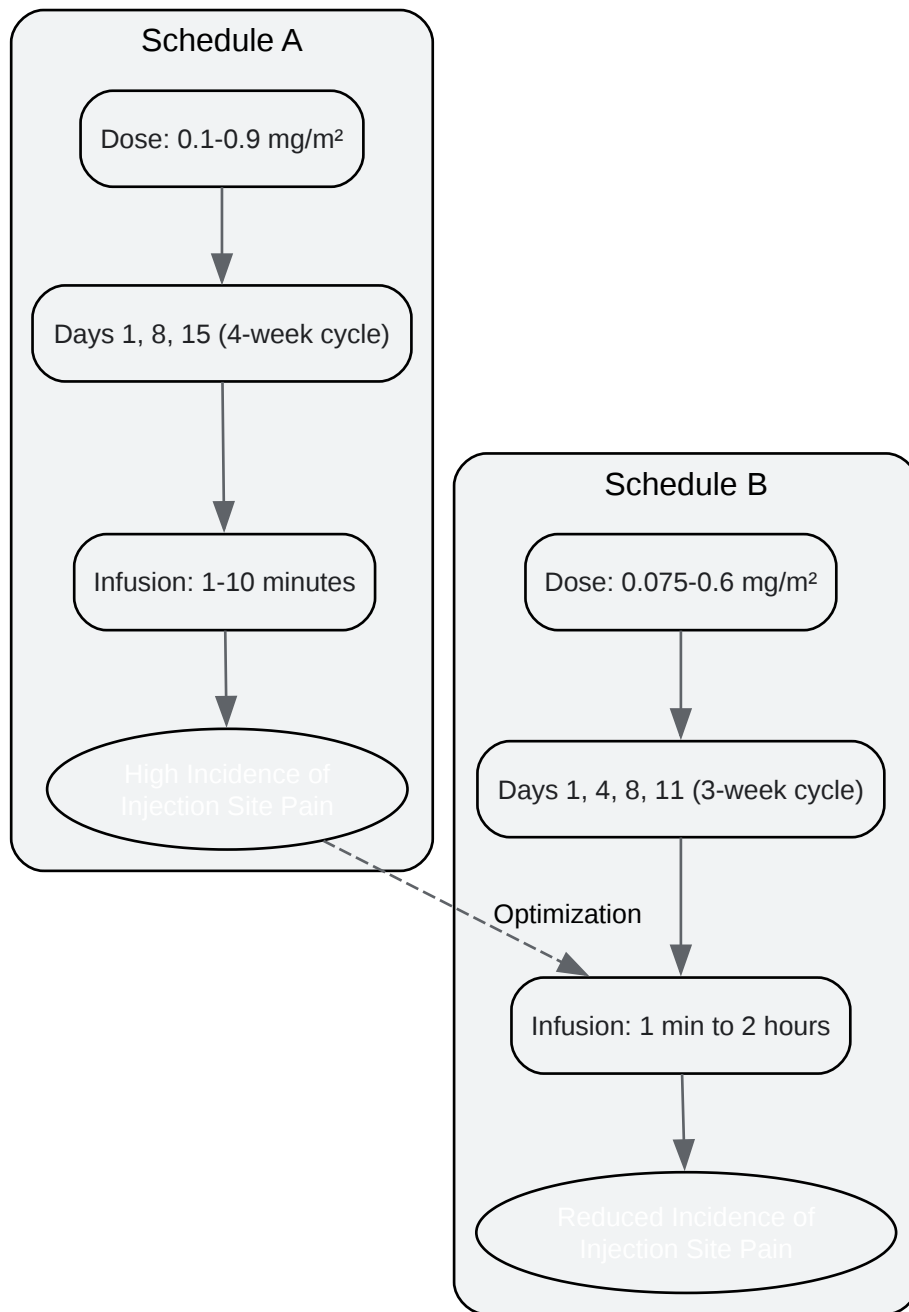 Schedule A
Dose: 0.1-0.9 mg/m²
Days 1, 8, 15 (4-week cycle)
Infusion: 1-10 minutes
High Incidence of
Injection Site Pain
Optimization
Schedule B
Dose: 0.075-0.6 mg/m²
Days 1, 4, 8, 11 (3-week cycle)
Infusion: 1 min to 2 hours
Reduced Incidence of
Injection Site Pain